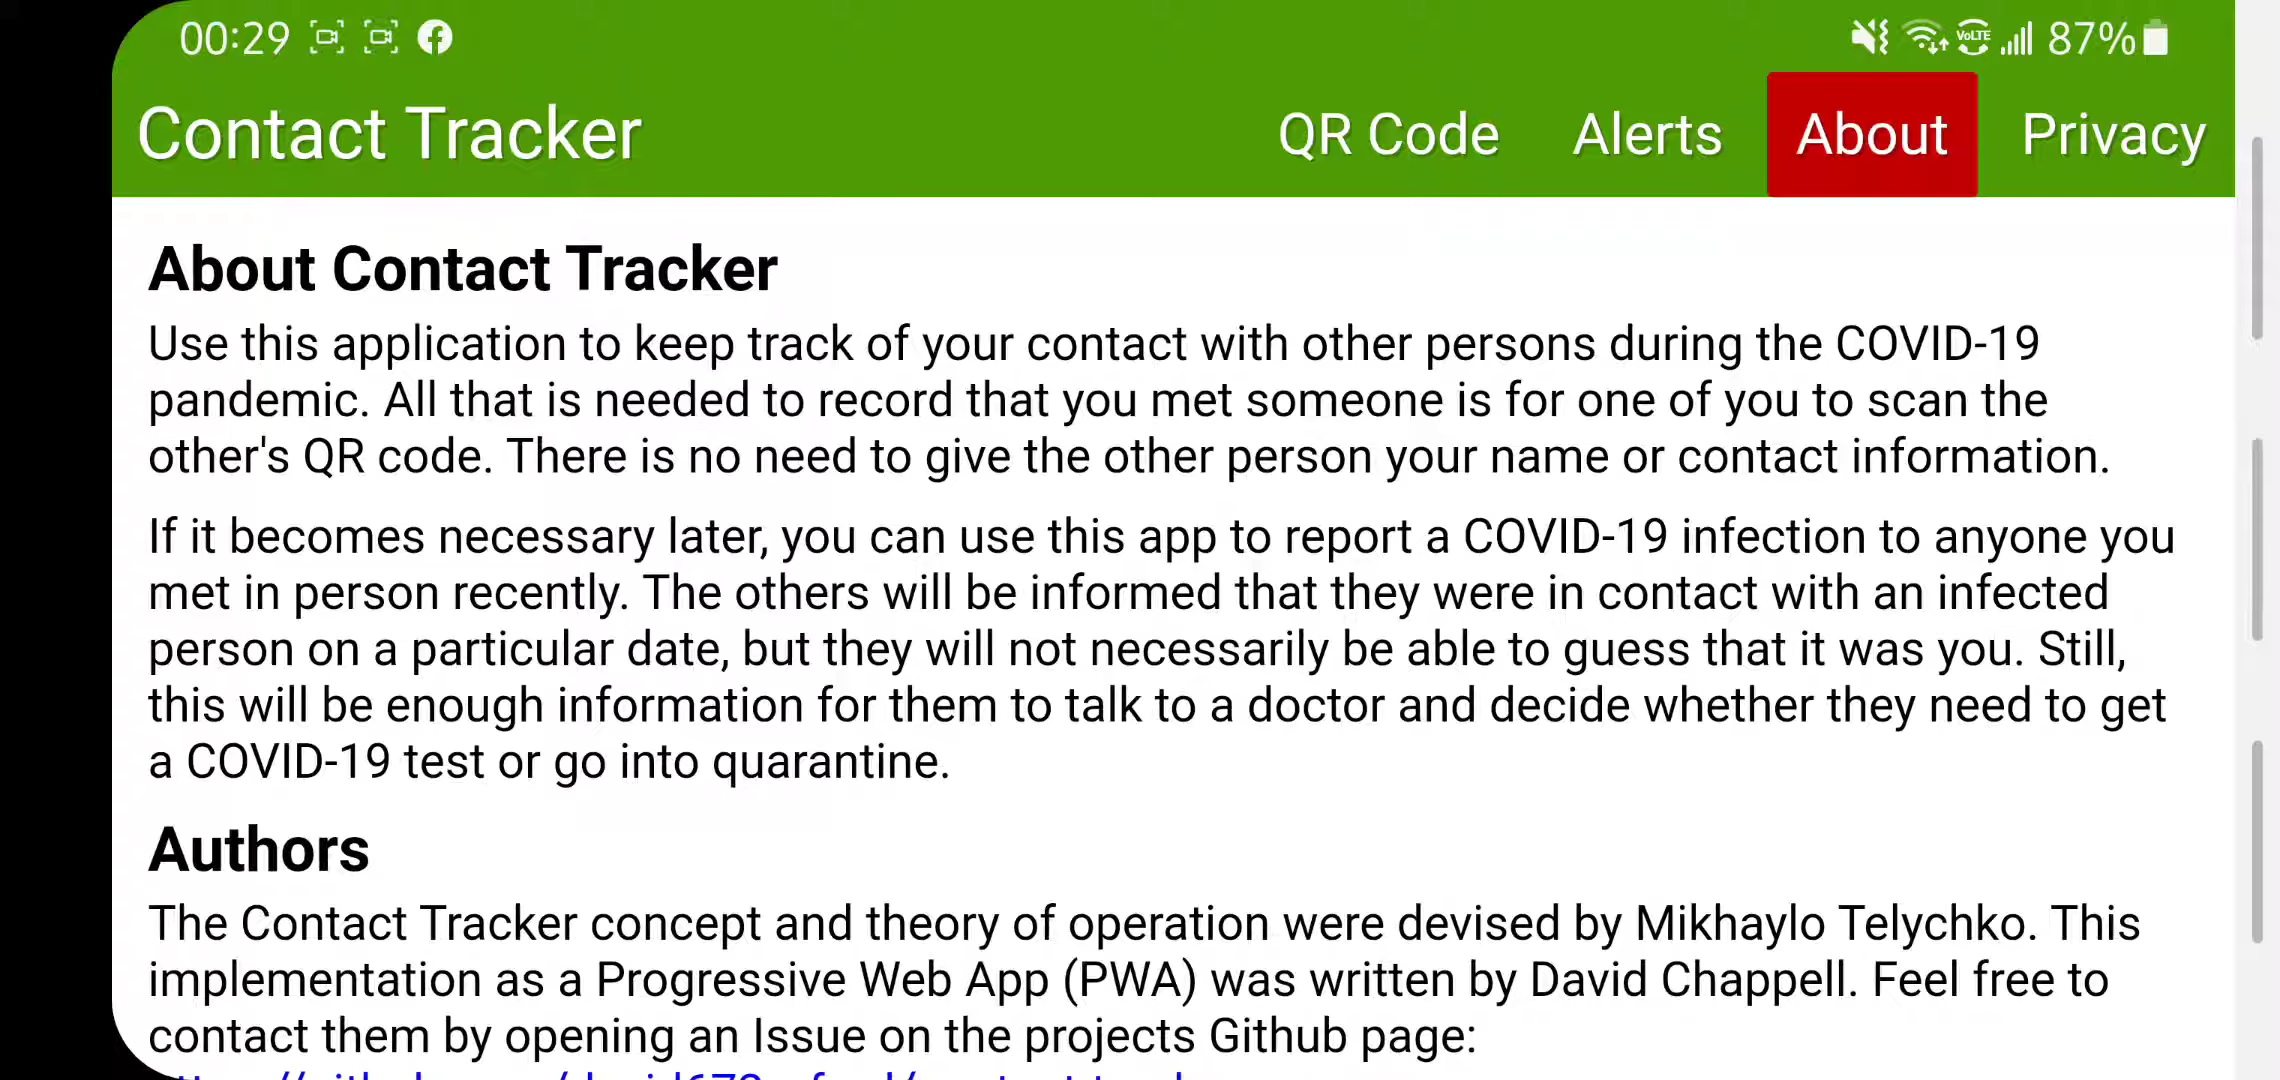 00:29 87%
Contact Tracker QR Code Alerts About Privacy
About Contact Tracker
Use this application to keep track of your contact with other persons during the COVID-19
pandemic. All that is needed to record that you met someone is for one of you to scan the
other's QR code. There is no need to give the other person your name or contact information.
If it becomes necessary later, you can use this app to report a COVID-19 infection to anyone you
met in person recently. The others will be informed that they were in contact with an infected
person on a particular date, but they will not necessarily be able to guess that it was you. Still,
this will be enough information for them to talk to a doctor and decide whether they need to get
a COVID-19 test or go into quarantine.
Authors
The Contact Tracker concept and theory of operation were devised by Mikhaylo Telychko. This
implementation as a Progressive Web App (PWA) was written by David Chappell. Feel free to
contact them by opening an Issue on the projects Github page: